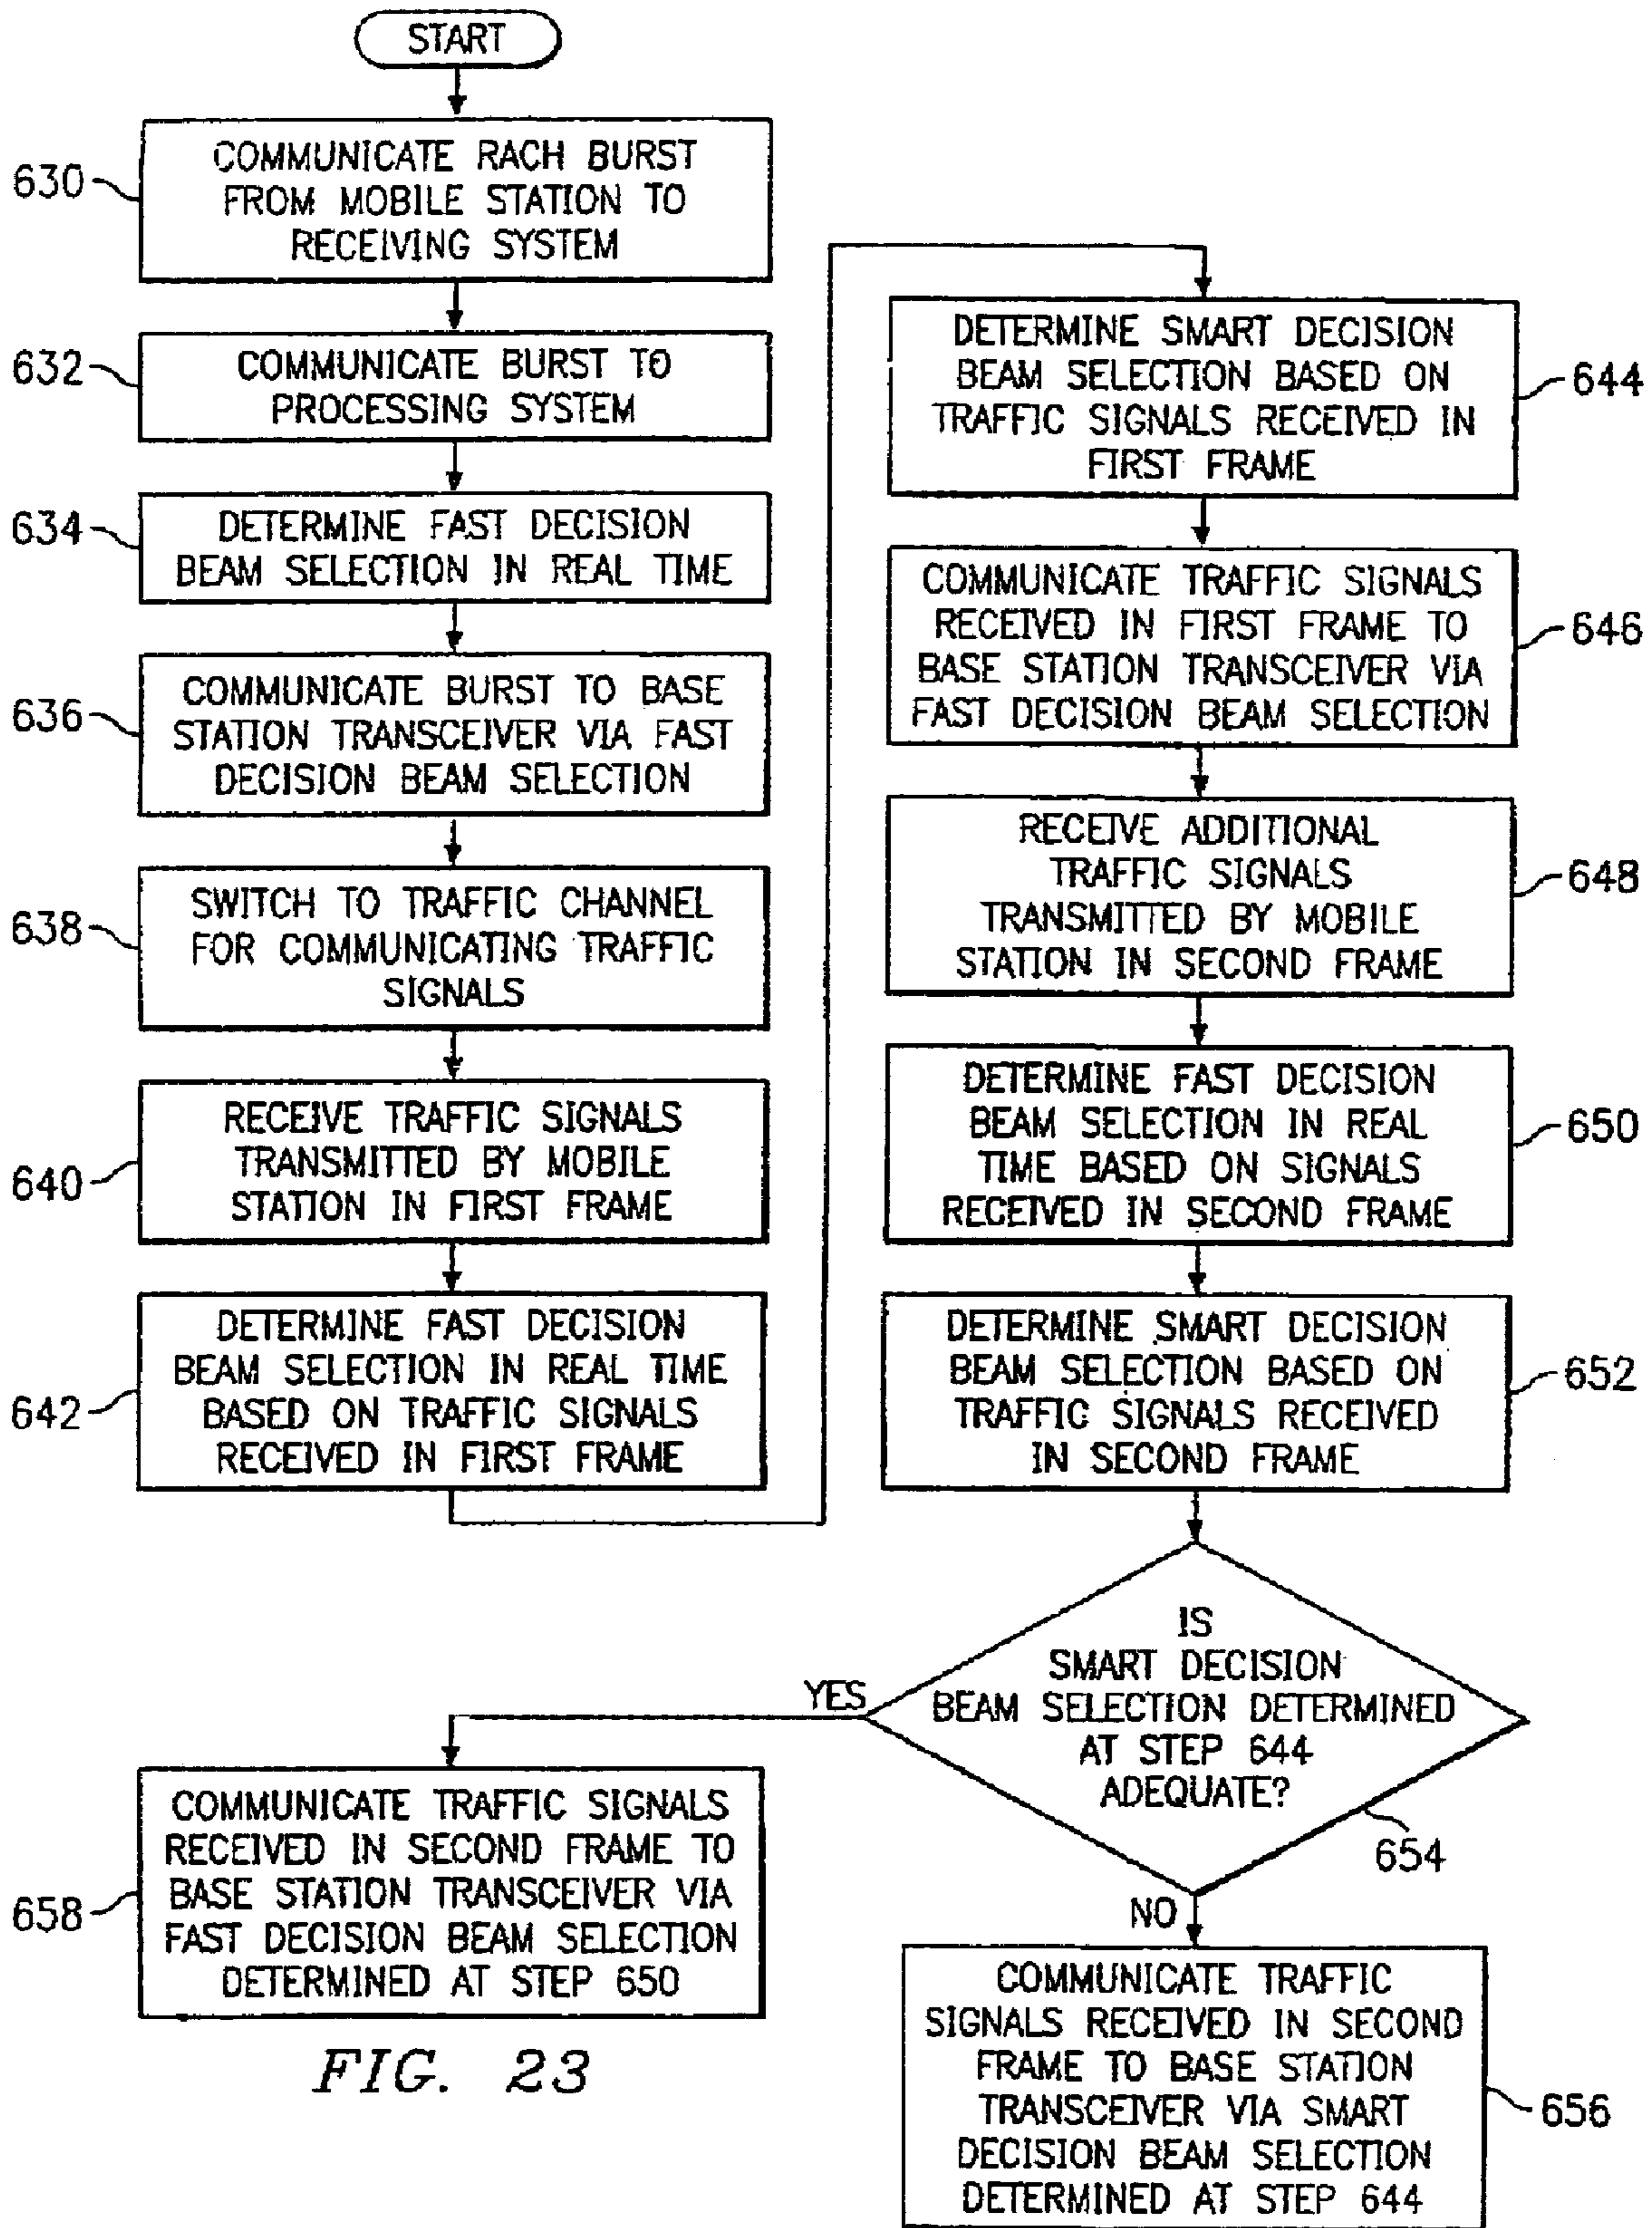 START
630
COMMUNICATE RACH BURST
FROM MOBILE STATION TO
RECEIVING SYSTEM
632
COMMUNICATE BURST TO
PROCESSING SYSTEM
634
DETERMINE FAST DECISION
BEAM SELECTION IN REAL TIME
636
COMMUNICATE BURST TO BASE
STATION TRANSCEIVER VIA FAST
DECISION BEAM SELECTION
638
SWITCH TO TRAFFIC CHANNEL
FOR COMMUNICATING TRAFFIC
SIGNALS
640
RECEIVE TRAFFIC SIGNALS
TRANSMITTED BY MOBILE
STATION IN FIRST FRAME
642
DETERMINE FAST DECISION
BEAM SELECTION IN REAL TIME
BASED ON TRAFFIC SIGNALS
RECEIVED IN FIRST FRAME
DETERMINE SMART DECISION
BEAM SELECTION BASED ON
TRAFFIC SIGNALS RECEIVED IN
FIRST FRAME
644
COMMUNICATE TRAFFIC SIGNALS
RECEIVED IN FIRST FRAME TO
BASE STATION TRANSCEIVER VIA
FAST DECISION BEAM SELECTION
646
RECEIVE ADDITIONAL
TRAFFIC SIGNALS
TRANSMITTED BY MOBILE
STATION IN SECOND FRAME
648
DETERMINE FAST DECISION
BEAM SELECTION IN REAL
TIME BASED ON SIGNALS
RECEIVED IN SECOND FRAME
650
DETERMINE SMART DECISION
BEAM SELECTION BASED ON
TRAFFIC SIGNALS RECEIVED
IN SECOND FRAME
652
IS
SMART DECISION
BEAM SELECTION DETERMINED
AT STEP 644
ADEQUATE?
654
YES
NO
658
COMMUNICATE TRAFFIC SIGNALS
RECEIVED IN SECOND FRAME TO
BASE STATION TRANSCEIVER VIA
FAST DECISION BEAM SELECTION
DETERMINED AT STEP 650
COMMUNICATE TRAFFIC
SIGNALS RECEIVED IN SECOND
FRAME TO BASE STATION
TRANSCEIVER VIA SMART
DECISION BEAM SELECTION
DETERMINED AT STEP 644
656
FIG. 23